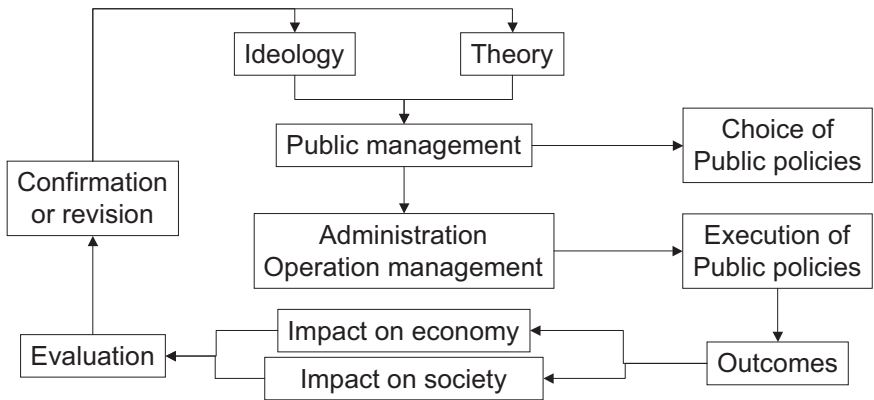 Ideology
Theory
Public management
Choice of
Public policies
Confirmation
or revision
Administration
Operation management
Execution of
Public policies
Impact on economy
Evaluation
Outcomes
Impact on society